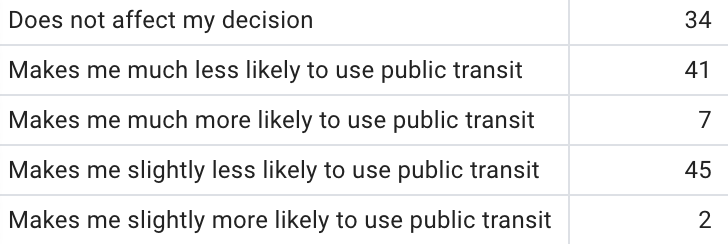 Does not affect my decision 34
Makes me much less likely to use public transit 41
Makes me much more likely to use public transit 7
Makes me slightly less likely to use public transit 45
Makes me slightly more likely to use public transit 2